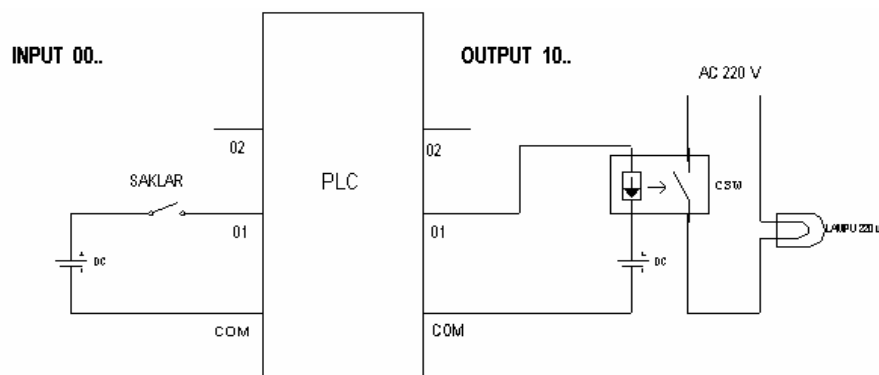 INPUT 00..
OUTPUT 10..
AC 220 V
02
02
SAKLAR
PLC
CSW
01
01
LAMPU 220 v
DC
DC
COM
COM